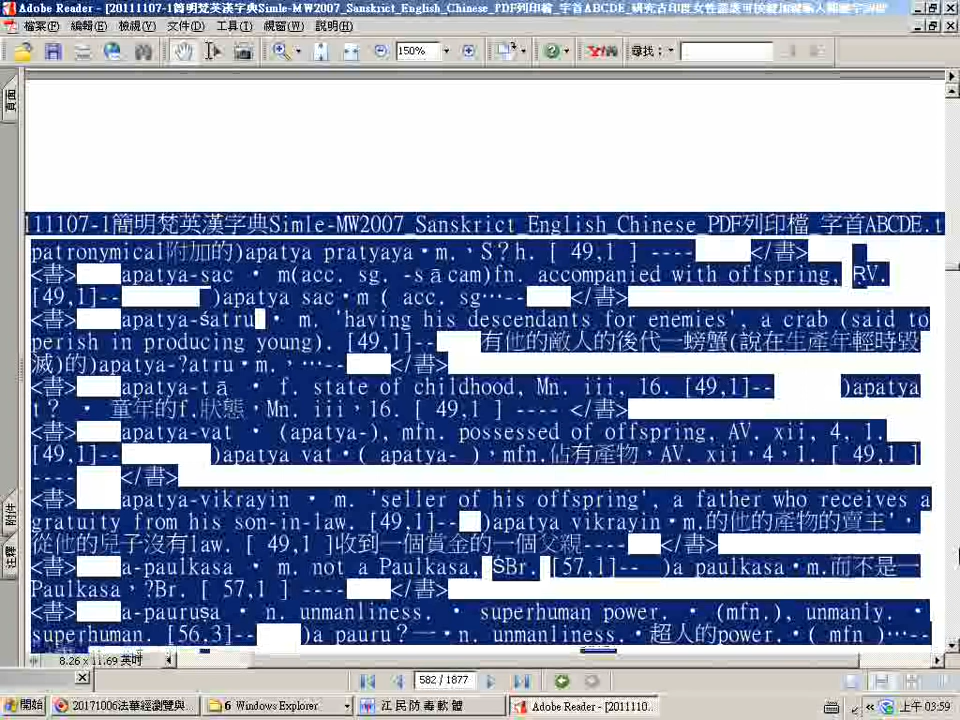 Adobe Reader - [20111107-1簡明梵英漢字典Simle-MW2007_Sanskrict_English_Chinese_PDF列印檔_字首ABCDE_研究古印度女性
檔案(F) 編輯(E) 檢視(V) 文件(D) 工具(T) 視窗(W) 說明(H)
150% 尋找：
頁面
111107-1簡明梵英漢字典Simle-MW2007_Sanskrict_English_Chinese_PDF列印檔_字首ABCDE.t
patronymical附加的)apatya pratyaya‧m., S？h. [ 49,1 ] ---- </書>
<書> apatya-sac ‧ m(acc. sg. -sācam)fn. accompanied with offspring, ṚV.
[49,1]-- )apatya sac‧m ( acc. sg…-- </書>
<書> apatya-śatru ‧ m. 'having his descendants for enemies', a crab (said to
perish in producing young). [49,1]-- 有他的敵人的後代一螃蟹(說在生產年輕時毀
滅)的)apatya-?atru‧m.,…-- </書>
<書> apatya-tā ‧ f. state of childhood, Mn. iii, 16. [49,1]-- )apatya
t？ ‧ 童年的f.狀態，Mn. iii，16. [ 49,1 ] ---- </書>
<書> apatya-vat ‧ (apatya-), mfn. possessed of offspring, AV. xii, 4, 1.
[49,1]-- )apatya vat‧( apatya- )，mfn.佔有產物，AV. xii，4，1. [ 49,1 ]
---- </書>
<書> apatya-vikrayin ‧ m. 'seller of his offspring', a father who receives a
gratuity from his son-in-law. [49,1]-- )apatya vikrayin‧m.的他的產物的賣主'，
從他的兒子沒有law. [ 49,1 ]收到一個賞金的一個父親---- </書>
<書> a-paulkasa ‧ m. not a Paulkasa, ŚBr. [57,1]-- )a paulkasa‧m.而不是一
Paulkasa，?Br. [ 57,1 ] ---- </書>
<書> a-pauruṣa ‧ n. unmanliness. ‧ superhuman power. ‧ (mfn.), unmanly. ‧
superhuman. [56,3]-- )a pauru？一‧n. unmanliness.‧超人的power.‧( mfn )…--
附件
註釋
8.26 x 11.69 英吋
582 / 1877
開始 20171006法華經瀏覽與... 6 Windows Explorer 江民防毒軟體 Adobe Reader - [2011110... 上午 03:59